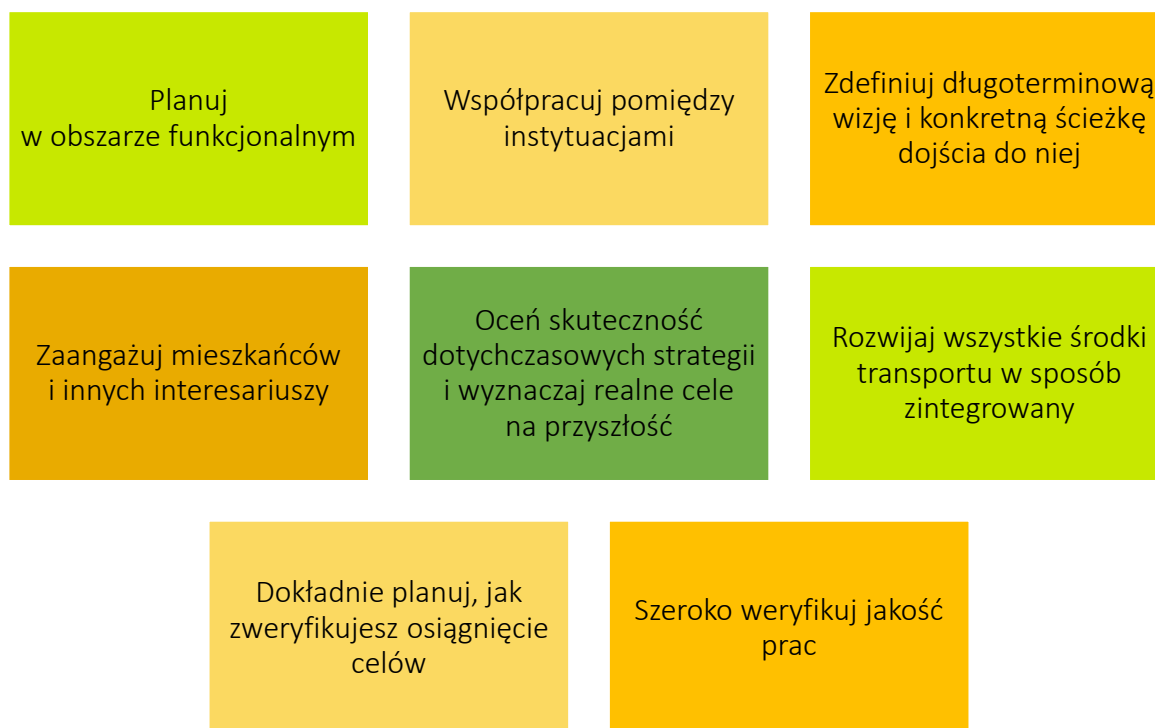 Planuj
w obszarze funkcjonalnym
Współpracuj pomiędzy
instytuacjami
Zdefiniuj długoterminową
wizję i konkretną ścieżkę
dojścia do niej
Zaangażuj mieszkańców
i innych interesariuszy
Oceń skuteczność
dotychczasowych strategii
i wyznaczaj realne cele
na przyszłość
Rozwijaj wszystkie środki
transportu w sposób
zintegrowany
Dokładnie planuj, jak
zweryfikujesz osiągnięcie
celów
Szeroko weryfikuj jakość
prac